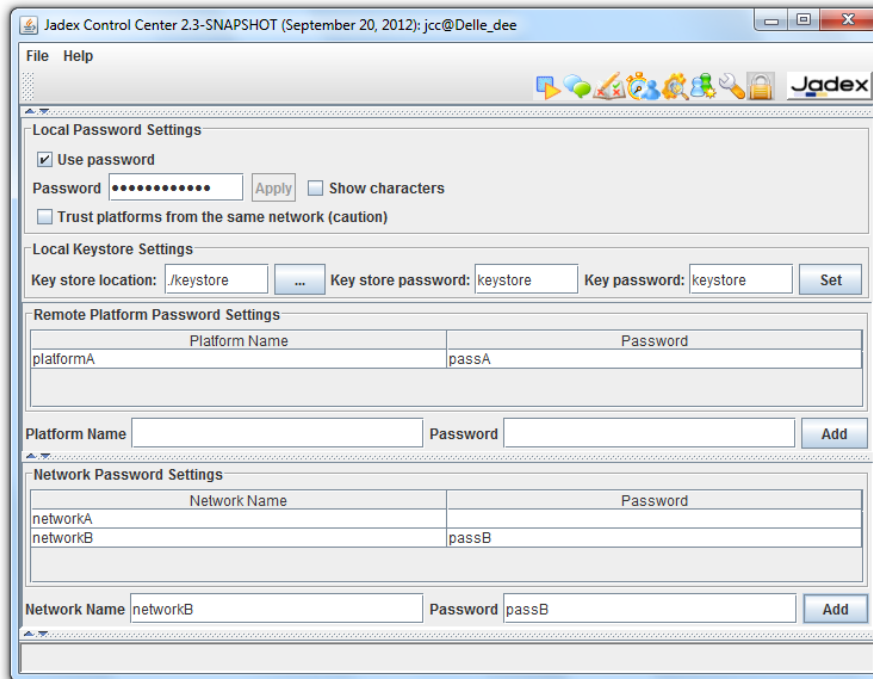 Jadex Control Center 2.3-SNAPSHOT (September 20, 2012): jcc@Delle_dee
File Help
Jadex
Local Password Settings
Use password
Password •••••••••••• Apply Show characters
Trust platforms from the same network (caution)
Local Keystore Settings
Key store location: ./keystore ... Key store password: keystore Key password: keystore Set
Remote Platform Password Settings
Platform Name Password
platformA passA
Platform Name Password Add
Network Password Settings
Network Name Password
networkA
networkB passB
Network Name networkB Password passB Add